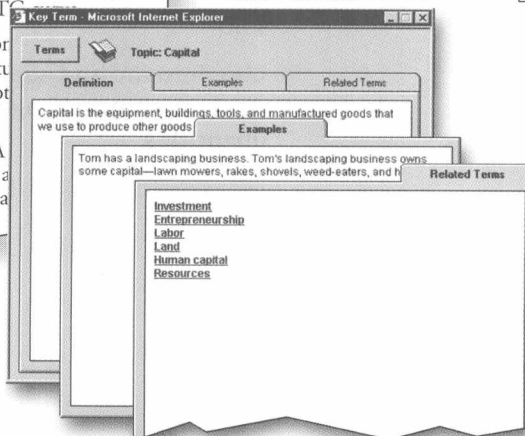 Key Term - Microsoft Internet Explorer
Terms
Topic: Capital
Definition
Examples
Related Terms
Capital is the equipment, buildings, tools, and manufactured goods that
we use to produce other goods
Examples
Tom has a landscaping business. Tom's landscaping business owns
some capital—lawn mowers, rakes, shovels, weed-eaters, and h
Related Terms
Investment
Entrepreneurship
Labor
Land
Human capital
Resources